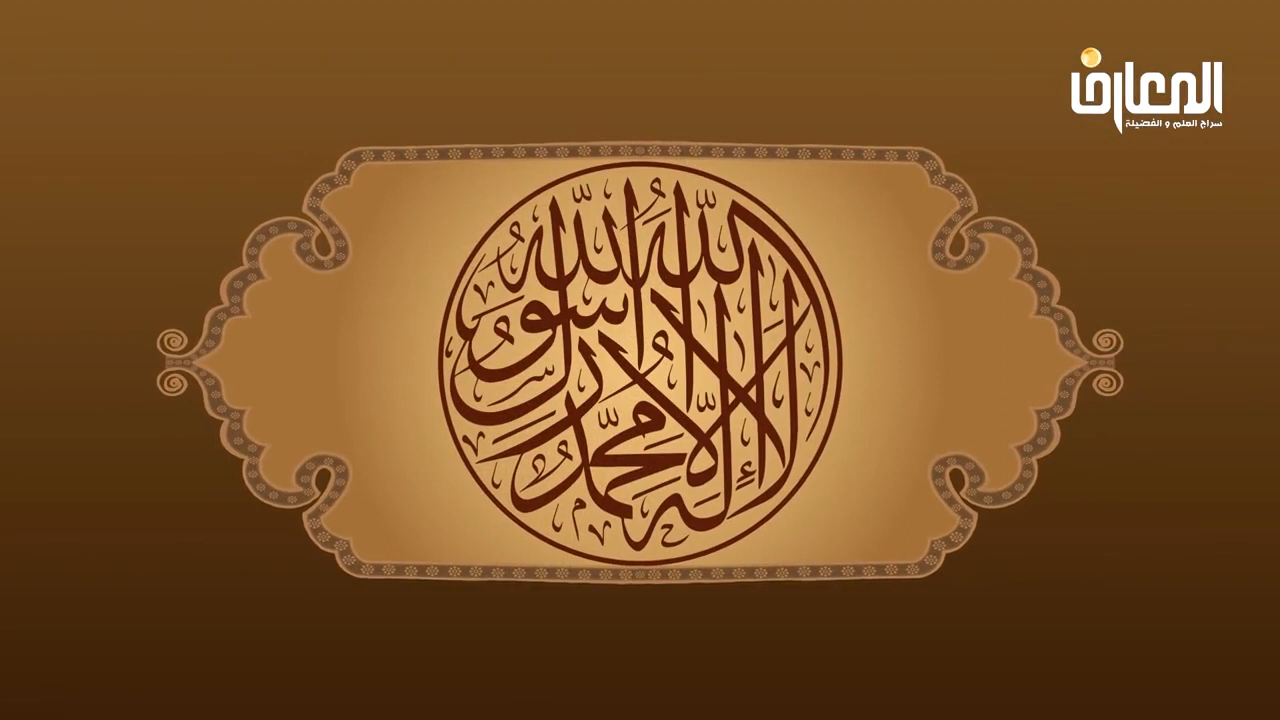 المعارف
سراج العلم و الفضيلة
لا إله إلا الله محمد رسول الله